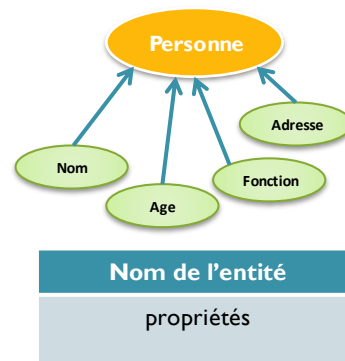 Personne
Adresse
Nom
Fonction
Age
Nom de l'entité
propriétés